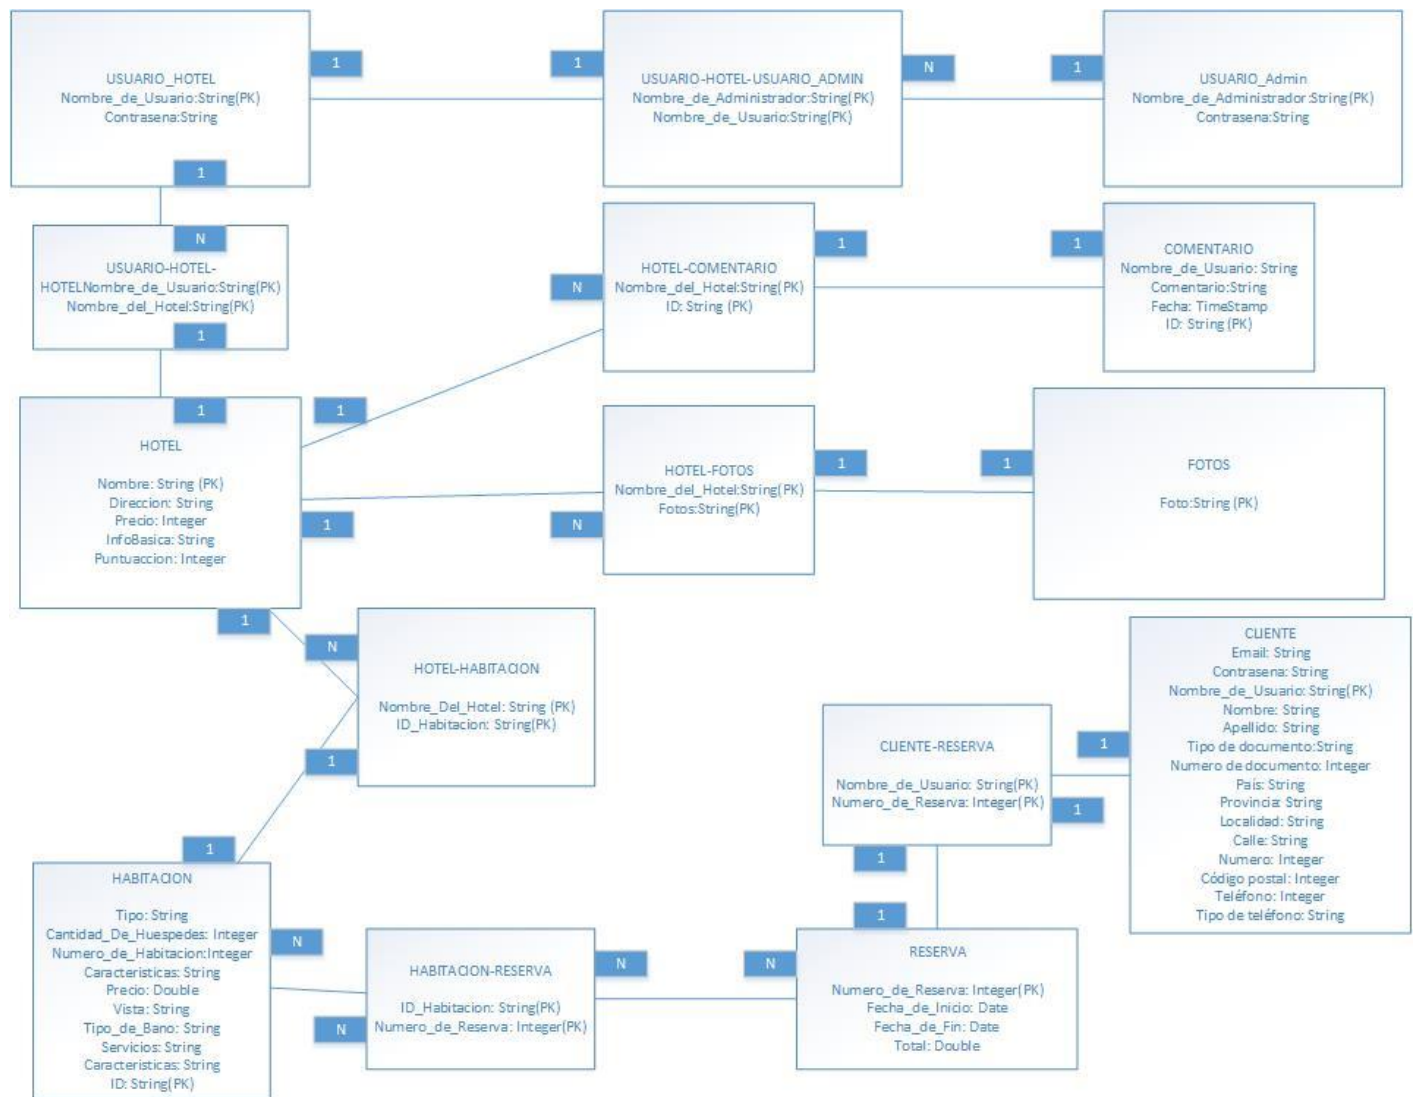 USUARIO_HOTEL
Nombre_de_Usuario:String(PK)
Contrasena:String
1
1
1
USUARIO-HOTEL-USUARIO_ADMIN
Nombre_de_Administrador:String(PK)
Nombre_de_Usuario:String(PK)
N
1
USUARIO_Admin
Nombre_de_Administrador:String(PK)
Contrasena:String
N
USUARIO-HOTEL-
HOTELNombre_de_Usuario:String(PK)
Nombre_del_Hotel:String(PK)
1
N
HOTEL-COMENTARIO
Nombre_del_Hotel:String(PK)
ID: String (PK)
1
1
COMENTARIO
Nombre_de_Usuario: String
Comentario:String
Fecha: TimeStamp
ID: String (PK)
1
1
HOTEL
Nombre: String (PK)
Direccion: String
Precio: Integer
InfoBasica: String
Puntuaccion: Integer
1
1
N
HOTEL-FOTOS
Nombre_del_Hotel:String(PK)
Fotos:String(PK)
1
1
FOTOS
Foto:String (PK)
N
HOTEL-HABITACION
Nombre_Del_Hotel: String (PK)
ID_Habitacion: String(PK)
1
CLIENTE-RESERVA
Nombre_de_Usuario: String(PK)
Numero_de_Reserva: Integer(PK)
1
1
1
CLIENTE
Email: String
Contrasena: String
Nombre_de_Usuario: String(PK)
Nombre: String
Apellido: String
Tipo de documento:String
Numero de documento: Integer
País: String
Provincia: String
Localidad: String
Calle: String
Numero: Integer
Código postal: Integer
Teléfono: Integer
Tipo de teléfono: String
1
HABITACION
Tipo: String
Cantidad_De_Huespedes: Integer
Numero_de_Habitacion:Integer
Caracteristicas: String
Precio: Double
Vista: String
Tipo_de_Bano: String
Servicios: String
Caracteristicas: String
ID: String(PK)
N
N
HABITACION-RESERVA
ID_Habitacion: String(PK)
Numero_de_Reserva: Integer(PK)
N
N
1
RESERVA
Numero_de_Reserva: Integer(PK)
Fecha_de_Inicio: Date
Fecha_de_Fin: Date
Total: Double